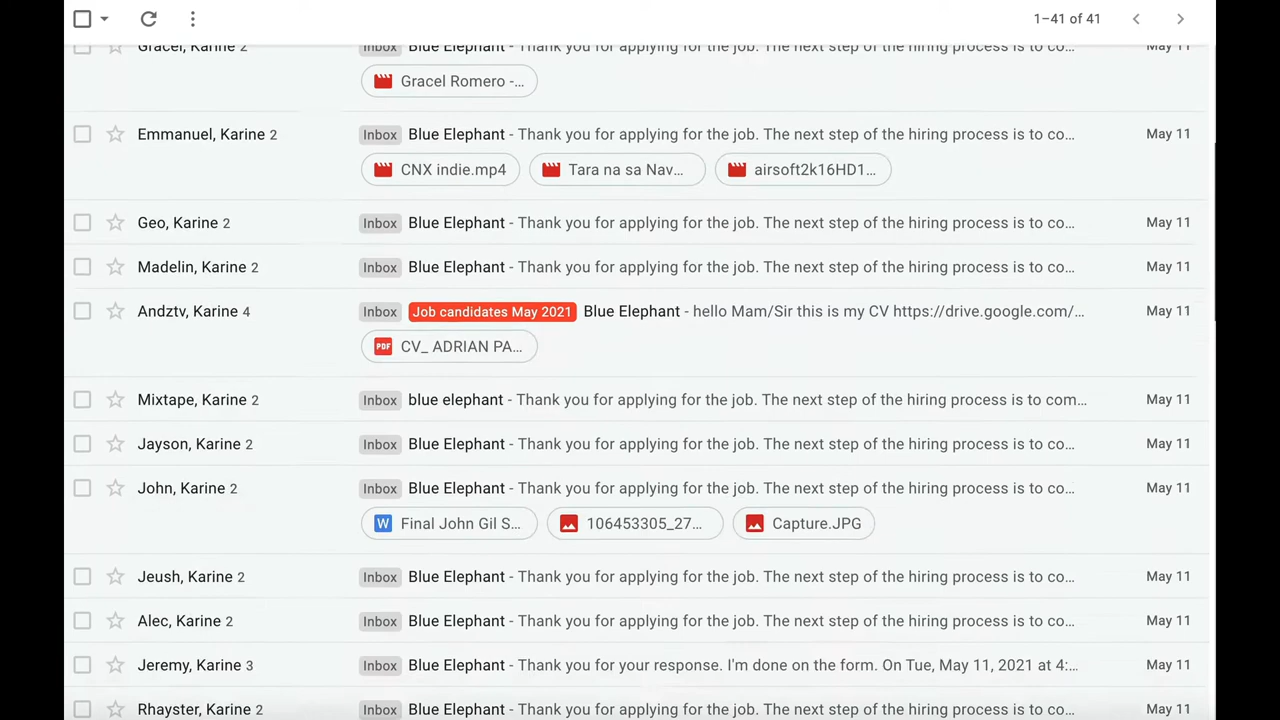 1–41 of 41
Gracel, Karine 2 Inbox Blue Elephant - Thank you for applying for the job. The next step of the hiring process is to co… May 11
Gracel Romero -…
Emmanuel, Karine 2 Inbox Blue Elephant - Thank you for applying for the job. The next step of the hiring process is to co… May 11
CNX indie.mp4 Tara na sa Nav… airsoft2k16HD1…
Geo, Karine 2 Inbox Blue Elephant - Thank you for applying for the job. The next step of the hiring process is to co… May 11
Madelin, Karine 2 Inbox Blue Elephant - Thank you for applying for the job. The next step of the hiring process is to co… May 11
Andztv, Karine 4 Inbox Job candidates May 2021 Blue Elephant - hello Mam/Sir this is my CV https://drive.google.com/… May 11
PDF CV_ ADRIAN PA…
Mixtape, Karine 2 Inbox blue elephant - Thank you for applying for the job. The next step of the hiring process is to com… May 11
Jayson, Karine 2 Inbox Blue Elephant - Thank you for applying for the job. The next step of the hiring process is to co… May 11
John, Karine 2 Inbox Blue Elephant - Thank you for applying for the job. The next step of the hiring process is to co… May 11
W Final John Gil S… 106453305_27… Capture.JPG
Jeush, Karine 2 Inbox Blue Elephant - Thank you for applying for the job. The next step of the hiring process is to co… May 11
Alec, Karine 2 Inbox Blue Elephant - Thank you for applying for the job. The next step of the hiring process is to co… May 11
Jeremy, Karine 3 Inbox Blue Elephant - Thank you for your response. I'm done on the form. On Tue, May 11, 2021 at 4:… May 11
Rhayster, Karine 2 Inbox Blue Elephant - Thank you for applying for the job. The next step of the hiring process is to co… May 11